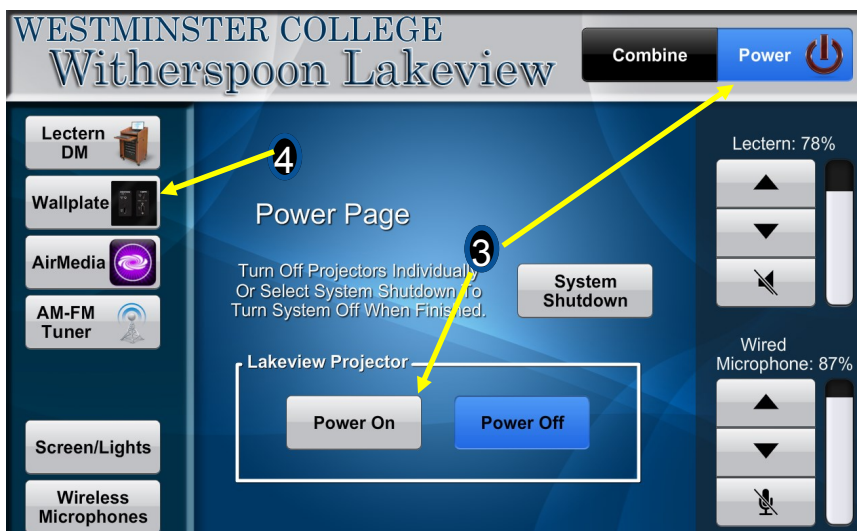 WESTMINSTER COLLEGE
Witherspoon Lakeview
Combine
Power
Lectern
DM
Wallplate
AirMedia
AM-FM
Tuner
Screen/Lights
Wireless
Microphones
4
Power Page
3
Turn Off Projectors Individually
Or Select System Shutdown To
Turn System Off When Finished.
System
Shutdown
Lakeview Projector
Power On
Power Off
Lectern: 78%
Wired
Microphone: 87%